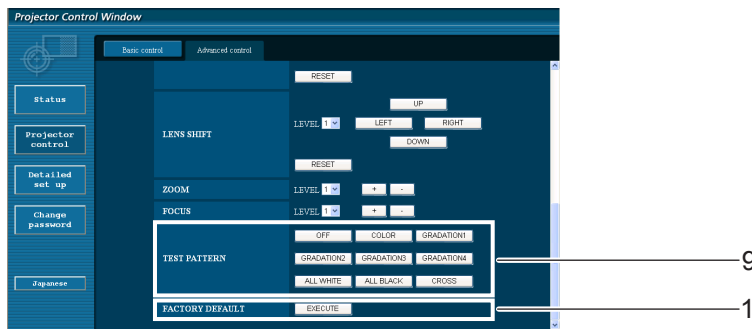 Projector Control Window
Basic control Advanced control
RESET
UP
LENS SHIFT LEVEL 1 LEFT RIGHT
DOWN
RESET
ZOOM LEVEL 1 + -
FOCUS LEVEL 1 + -
OFF COLOR GRADATION1
TEST PATTERN GRADATION2 GRADATION3 GRADATION4
ALL WHITE ALL BLACK CROSS
FACTORY DEFAULT EXECUTE
Status
Projector
control
Detailed
set up
Change
password
Japanese
9
1